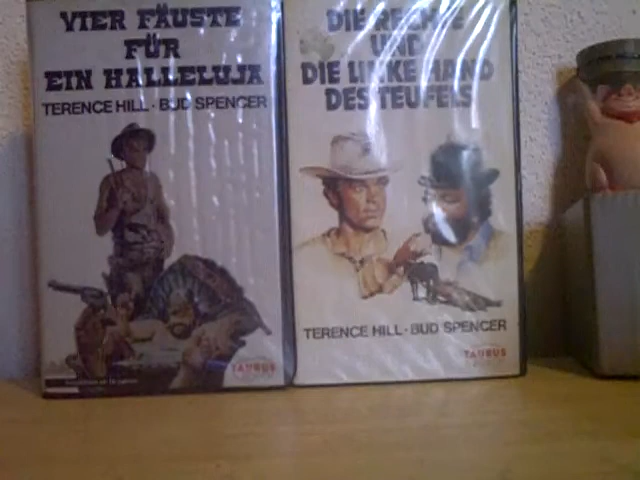 VIER FÄUSTE
FÜR
EIN HALLELUJA
TERENCE HILL · BUD SPENCER
TAURUS
DIE RECHTE
UND
DIE LINKE HAND
DES TEUFELS
TERENCE HILL · BUD SPENCER
TAURUS